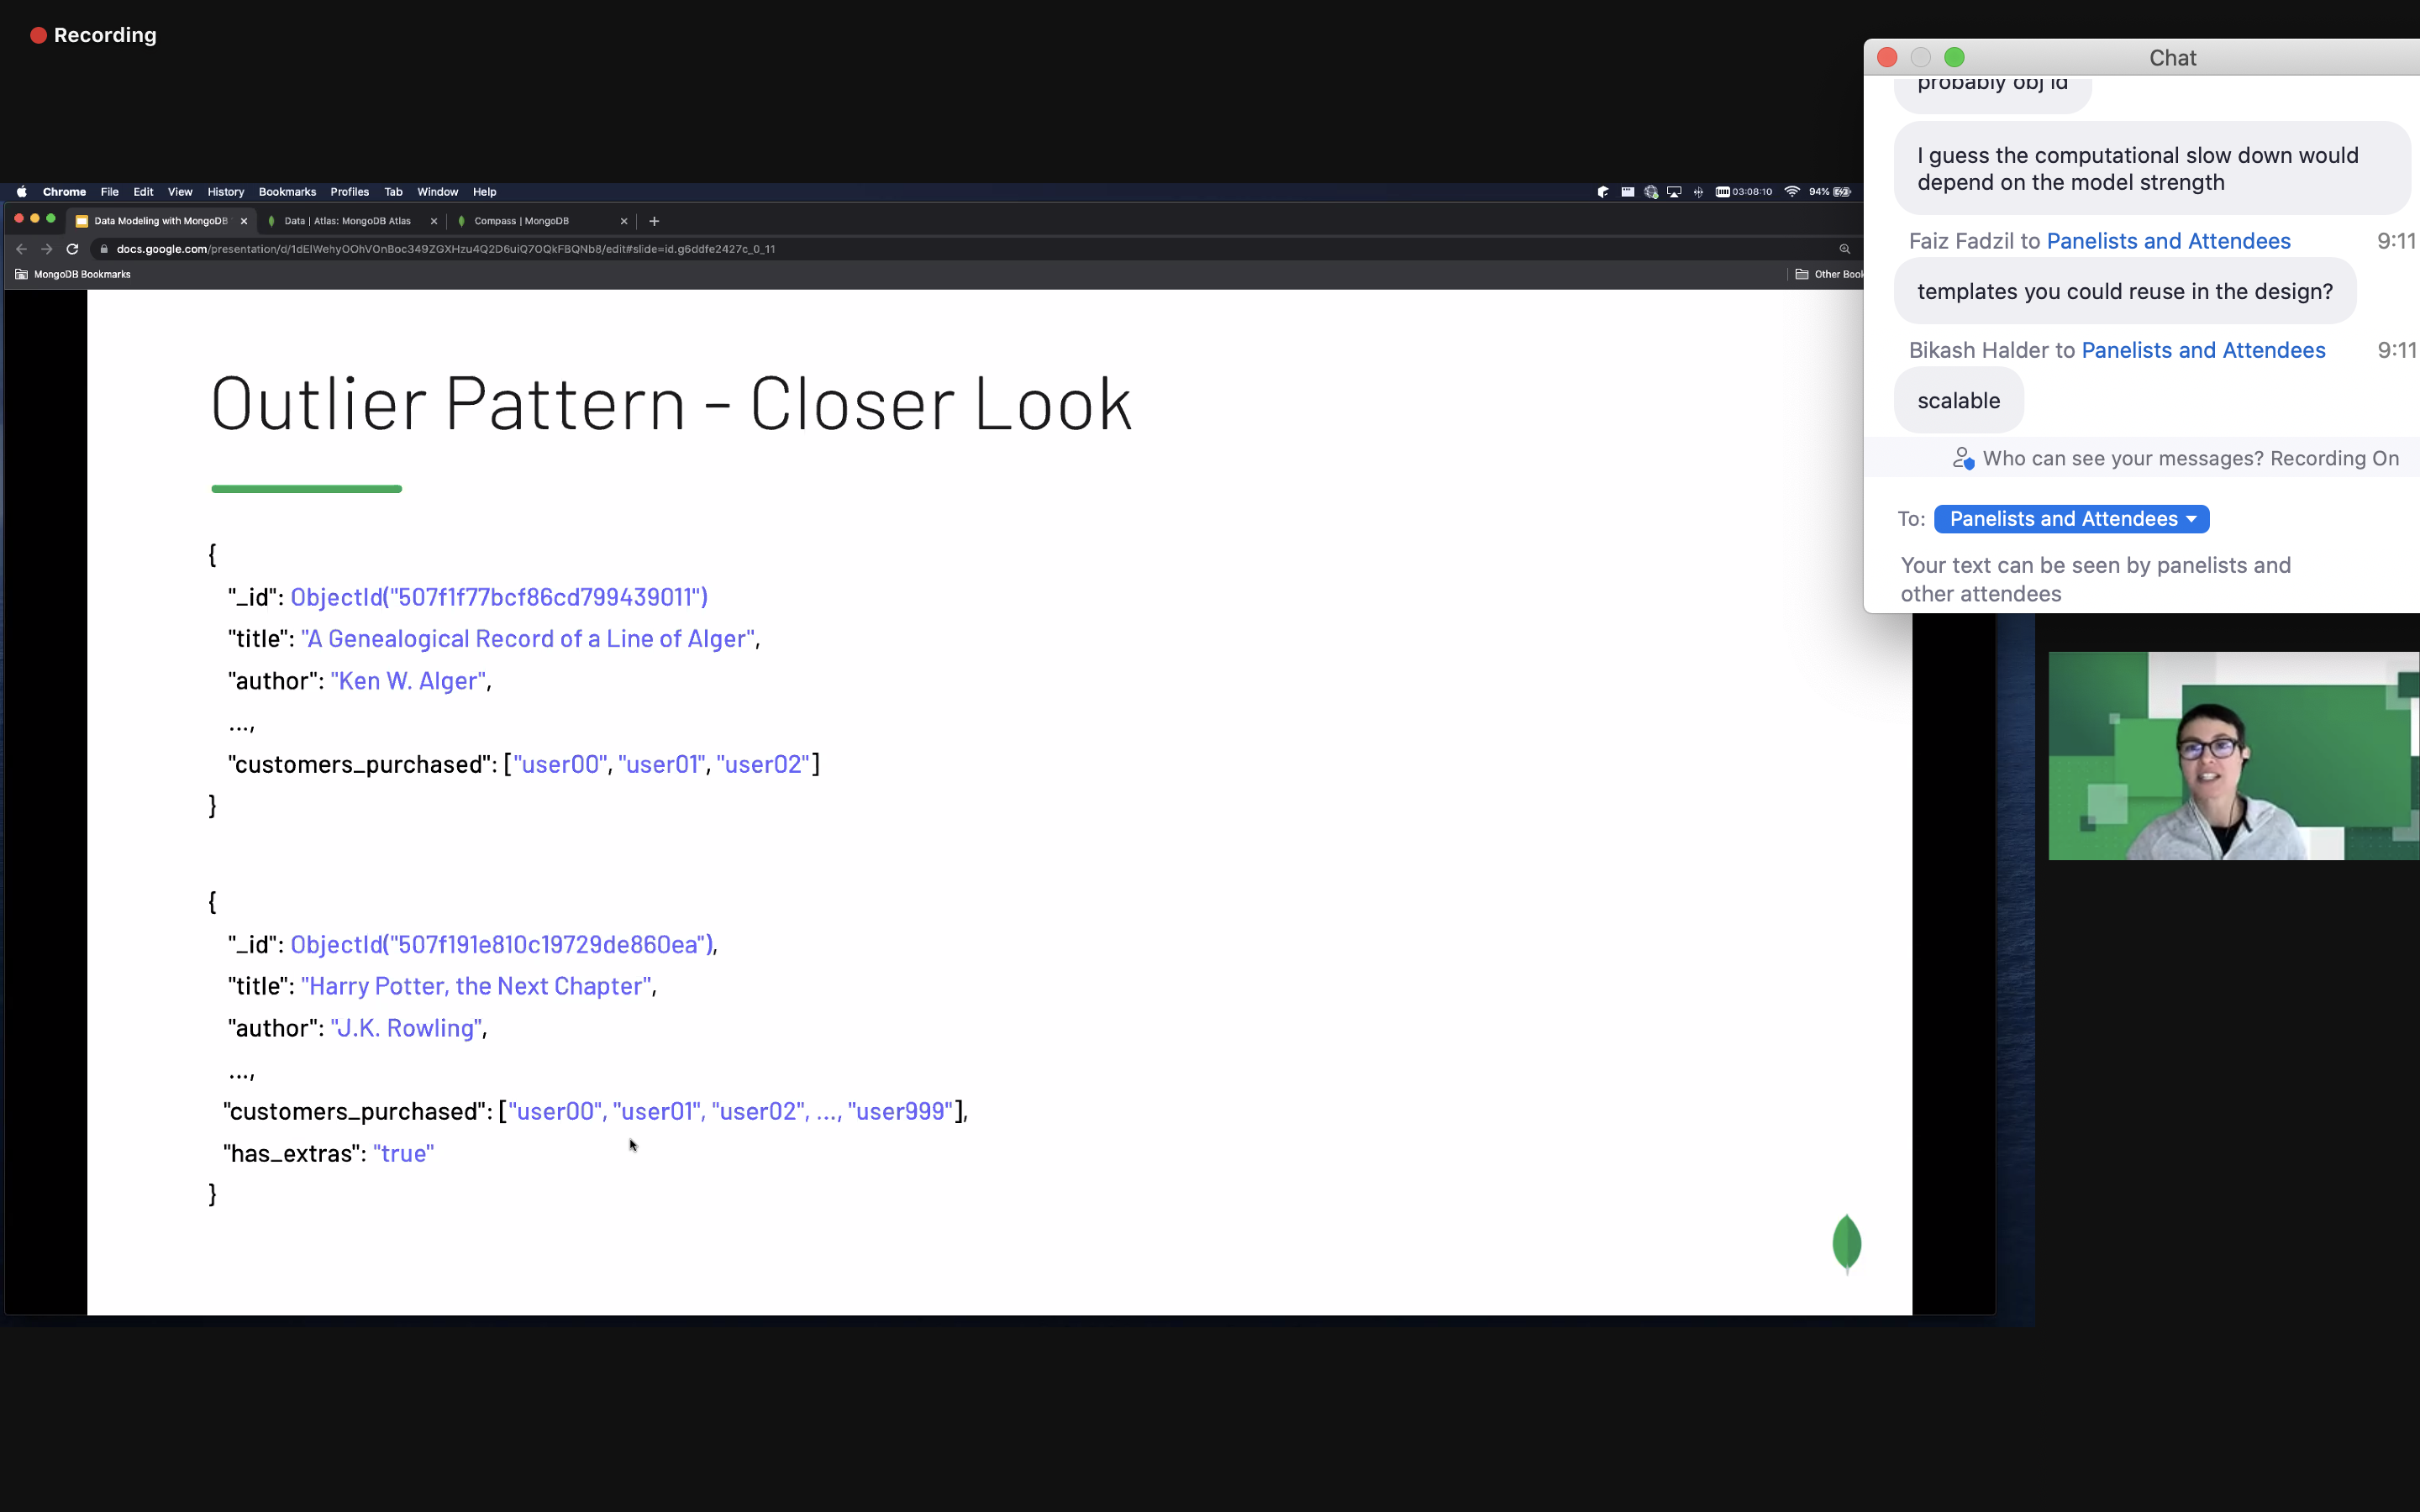 Recording
Chrome File Edit View History Bookmarks Profiles Tab Window Help
03:08:10 94%
Data Modeling with MongoDB
Data | Atlas: MongoDB Atlas
Compass | MongoDB
docs.google.com/presentation/d/1dElWehyOOhVOnBoc349ZGXHzu4Q2D6uiQ7OQkFBQNb8/edit#slide=id.g6ddfe2427c_0_11
MongoDB Bookmarks
Other Book
Outlier Pattern - Closer Look
{
"_id": ObjectId("507f1f77bcf86cd799439011")
"title": "A Genealogical Record of a Line of Alger",
"author": "Ken W. Alger",
...,
"customers_purchased": ["user00", "user01", "user02"]
}
{
"_id": ObjectId("507f191e810c19729de860ea"),
"title": "Harry Potter, the Next Chapter",
"author": "J.K. Rowling",
...,
"customers_purchased": ["user00", "user01", "user02", ..., "user999"],
"has_extras": "true"
}
Chat
probably obj id
I guess the computational slow down would
depend on the model strength
Faiz Fadzil to Panelists and Attendees 9:11
templates you could reuse in the design?
Bikash Halder to Panelists and Attendees 9:11
scalable
Who can see your messages? Recording On
To: Panelists and Attendees
Your text can be seen by panelists and
other attendees